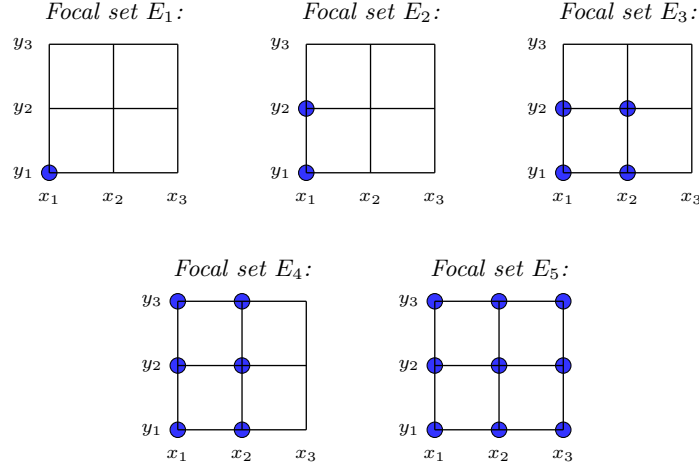 Focal set E₁:
y₃
y₂
y₁
x₁ x₂ x₃
Focal set E₂:
y₃
y₂
y₁
x₁ x₂ x₃
Focal set E₃:
y₃
y₂
y₁
x₁ x₂ x₃
Focal set E₄:
y₃
y₂
y₁
x₁ x₂ x₃
Focal set E₅:
y₃
y₂
y₁
x₁ x₂ x₃